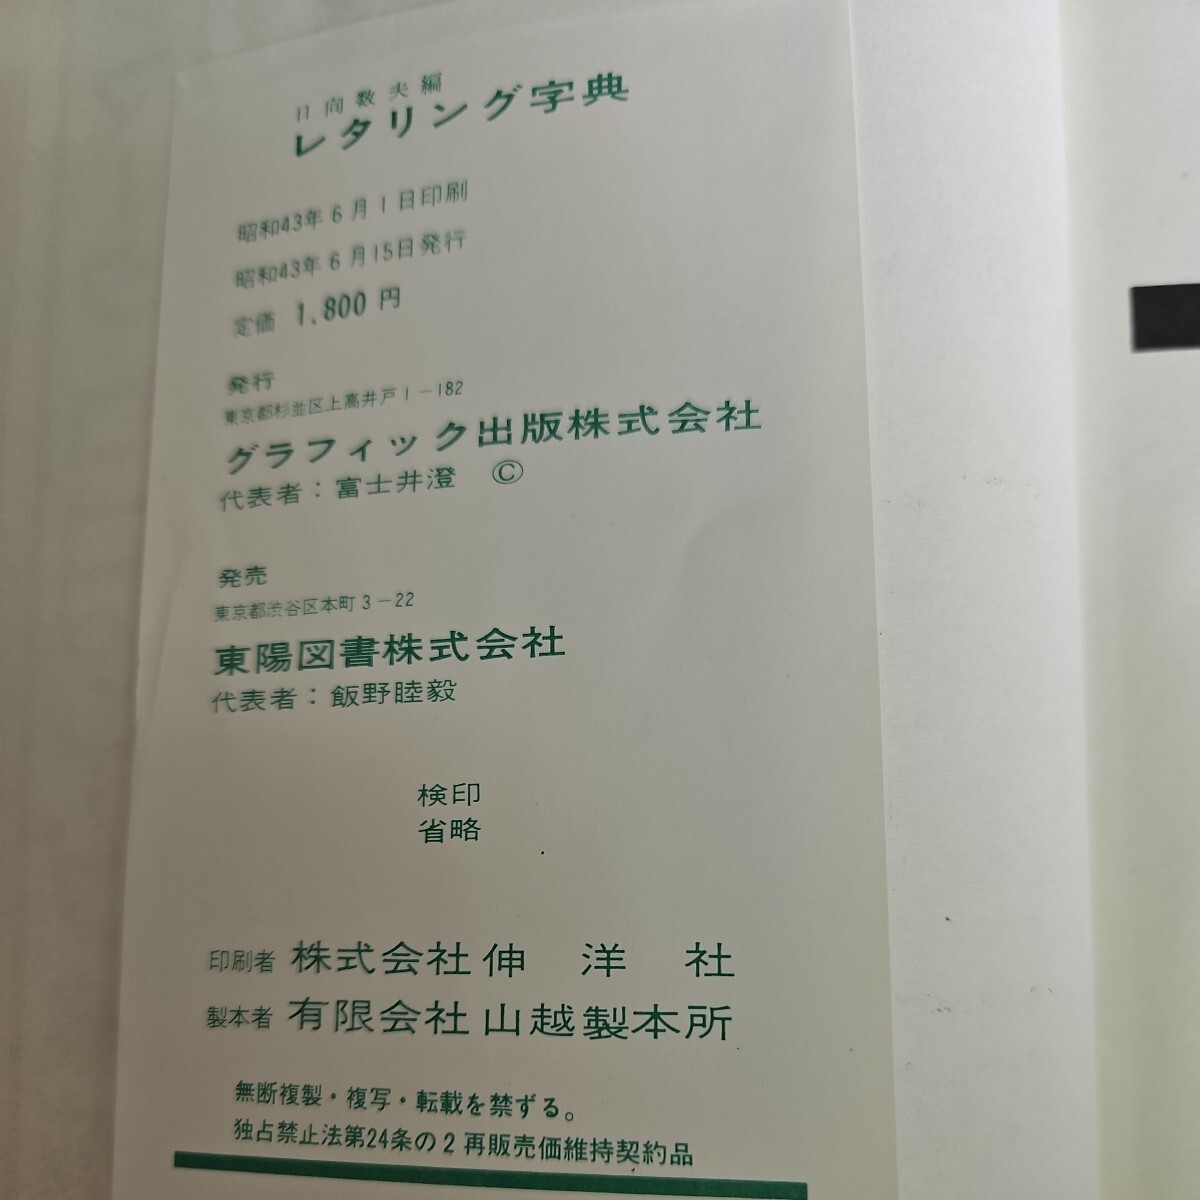 日向数夫編
レタリング字典
昭和43年6月1日印刷
昭和43年6月15日発行
定価 1,800 円
発行
東京都杉並区上高井戸1-182
グラフィック出版株式会社
代表者：富士井澄 ©
発売
東京都渋谷区本町3-22
東陽図書株式会社
代表者：飯野睦毅
検印
省略
印刷者 株式会社 伸洋社
製本者 有限会社 山越製本所
無断複製・複写・転載を禁ずる。
独占禁止法第24条の2再販売価維持契約品